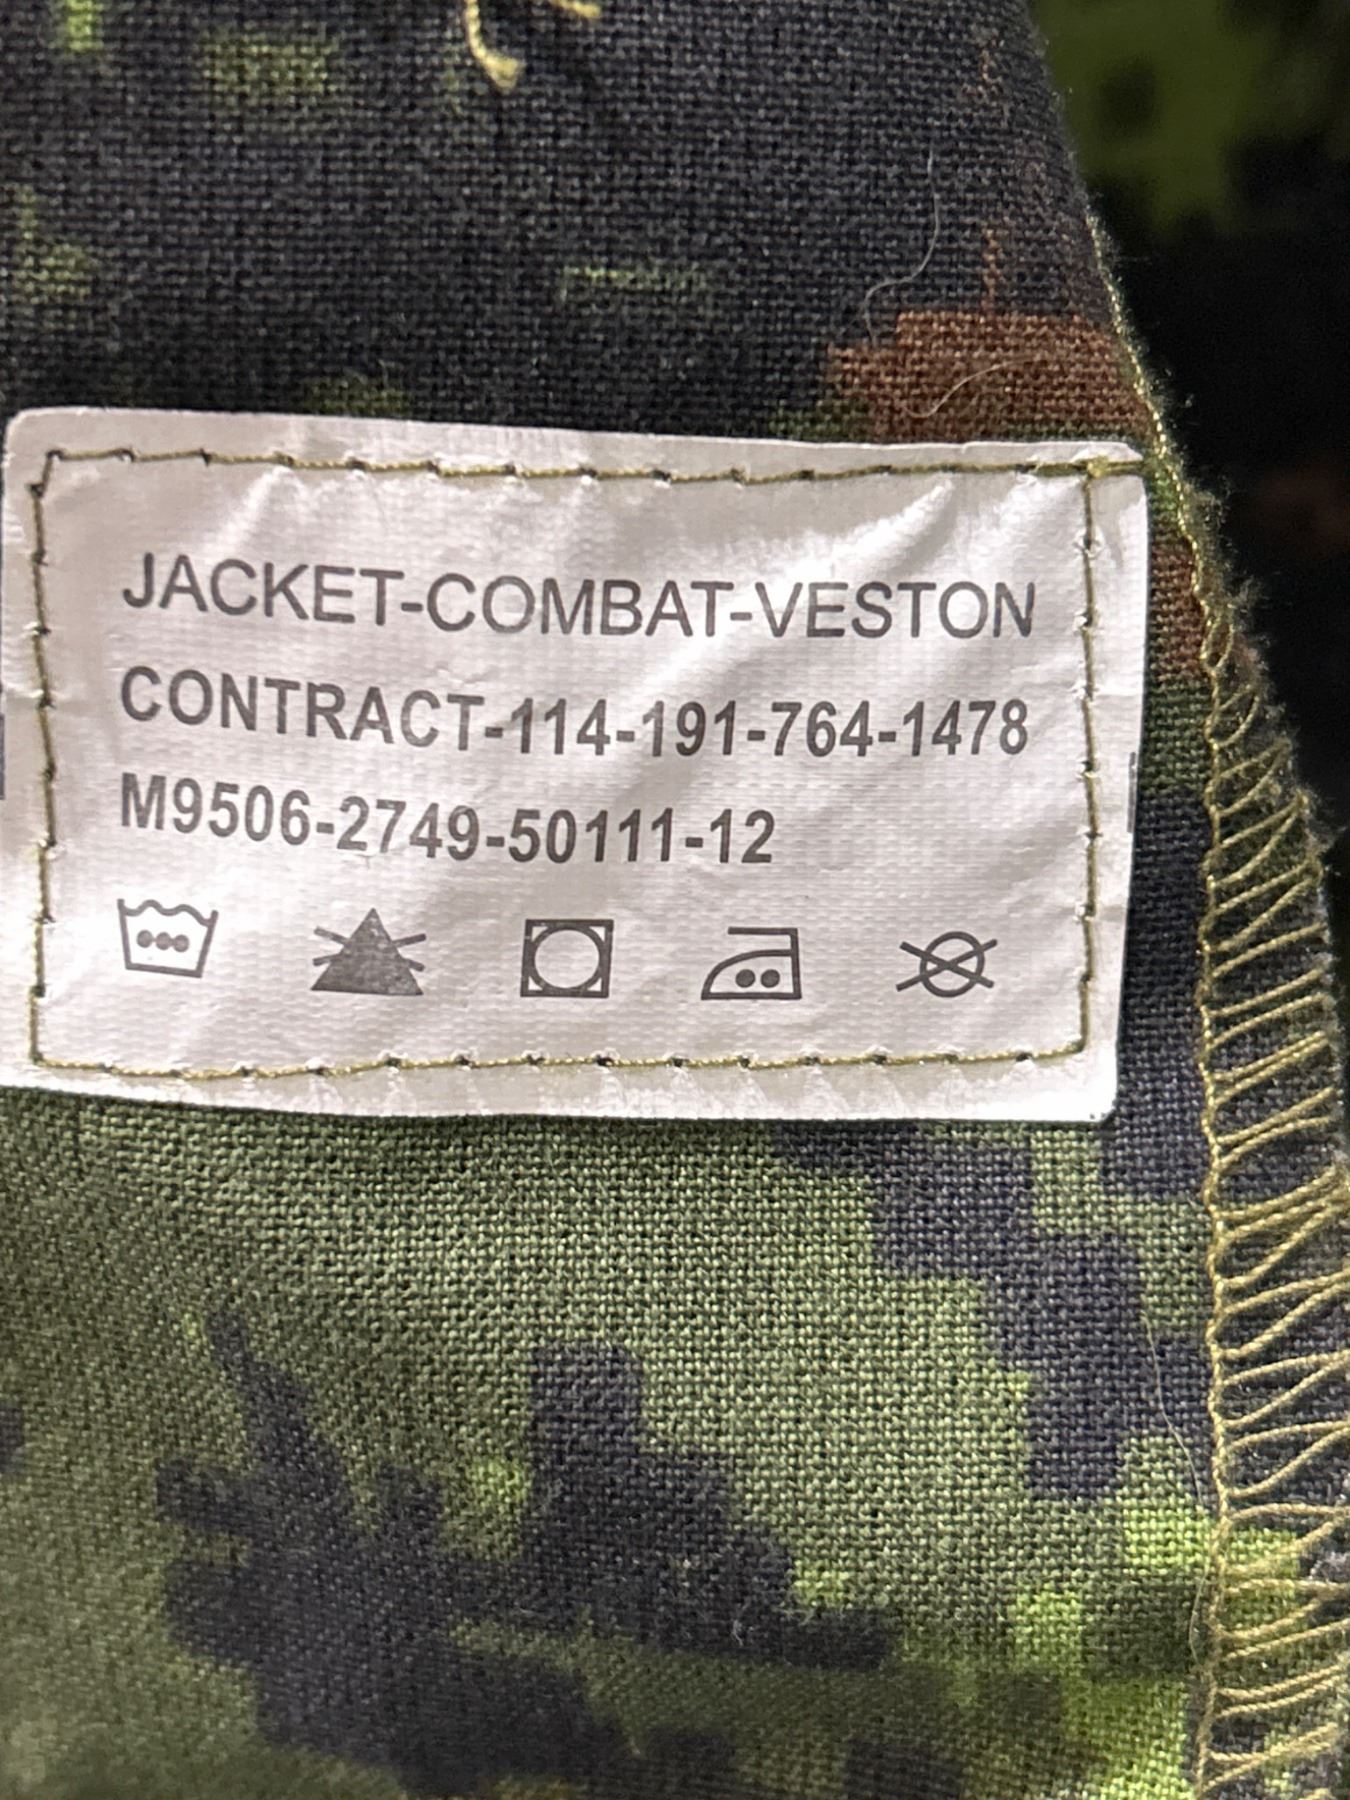 JACKET-COMBAT-VESTON
CONTRACT-114-191-764-1478
M9506-2749-50111-12